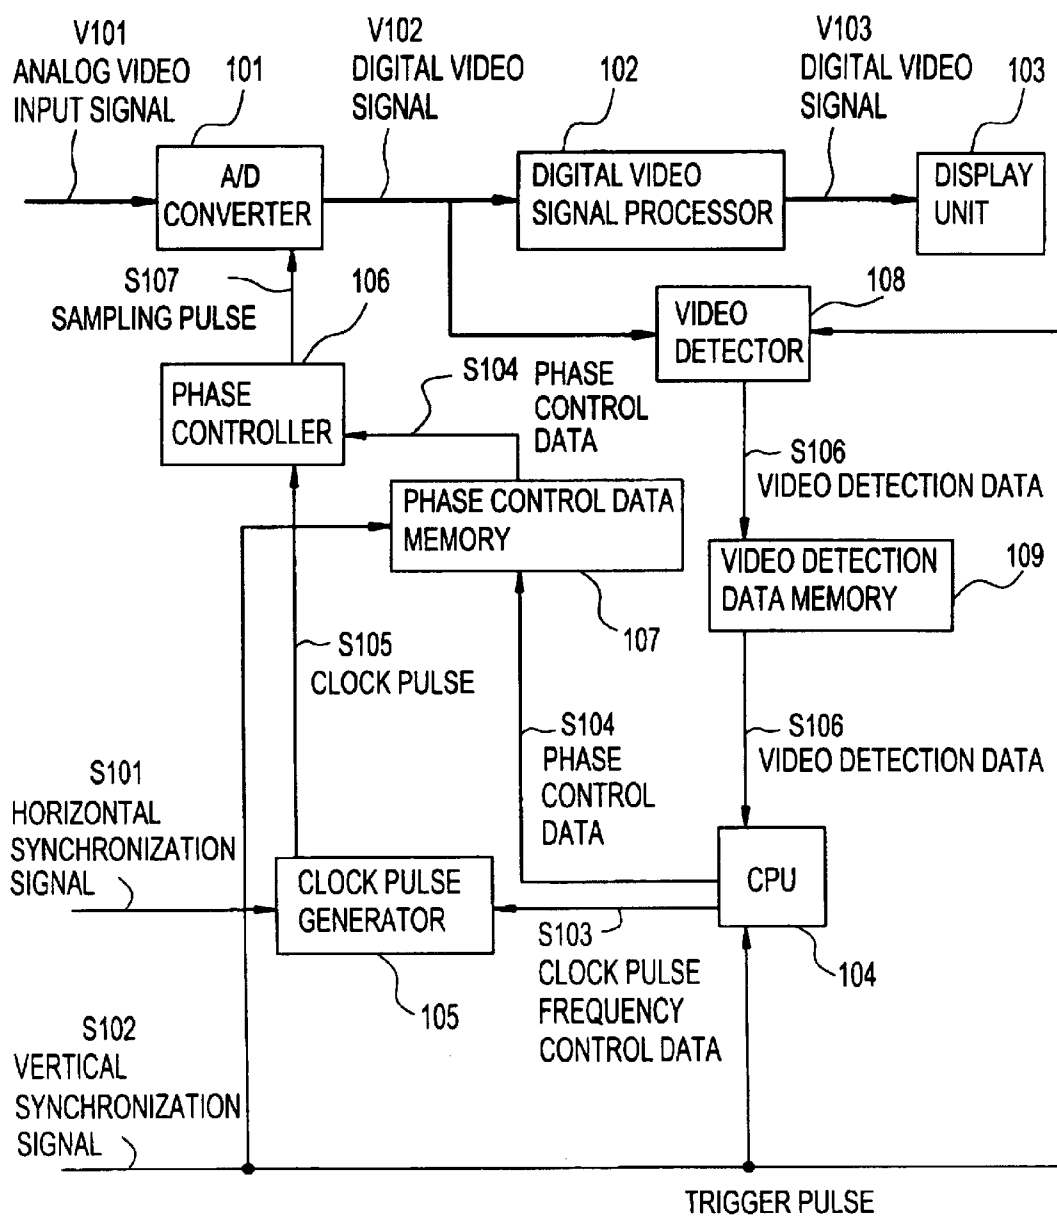 V101
ANALOG VIDEO
INPUT SIGNAL
101
A/D
CONVERTER
V102
DIGITAL VIDEO
SIGNAL
102
DIGITAL VIDEO
SIGNAL PROCESSOR
V103
DIGITAL VIDEO
SIGNAL
103
DISPLAY
UNIT
S107
SAMPLING PULSE
106
PHASE
CONTROLLER
S104
PHASE
CONTROL
DATA
108
VIDEO
DETECTOR
S106
VIDEO DETECTION DATA
PHASE CONTROL DATA
MEMORY
107
VIDEO DETECTION
DATA MEMORY
109
S105
CLOCK PULSE
S104
PHASE
CONTROL
DATA
S106
VIDEO DETECTION DATA
S101
HORIZONTAL
SYNCHRONIZATION
SIGNAL
CLOCK PULSE
GENERATOR
105
CPU
104
S103
CLOCK PULSE
FREQUENCY
CONTROL DATA
S102
VERTICAL
SYNCHRONIZATION
SIGNAL
TRIGGER PULSE